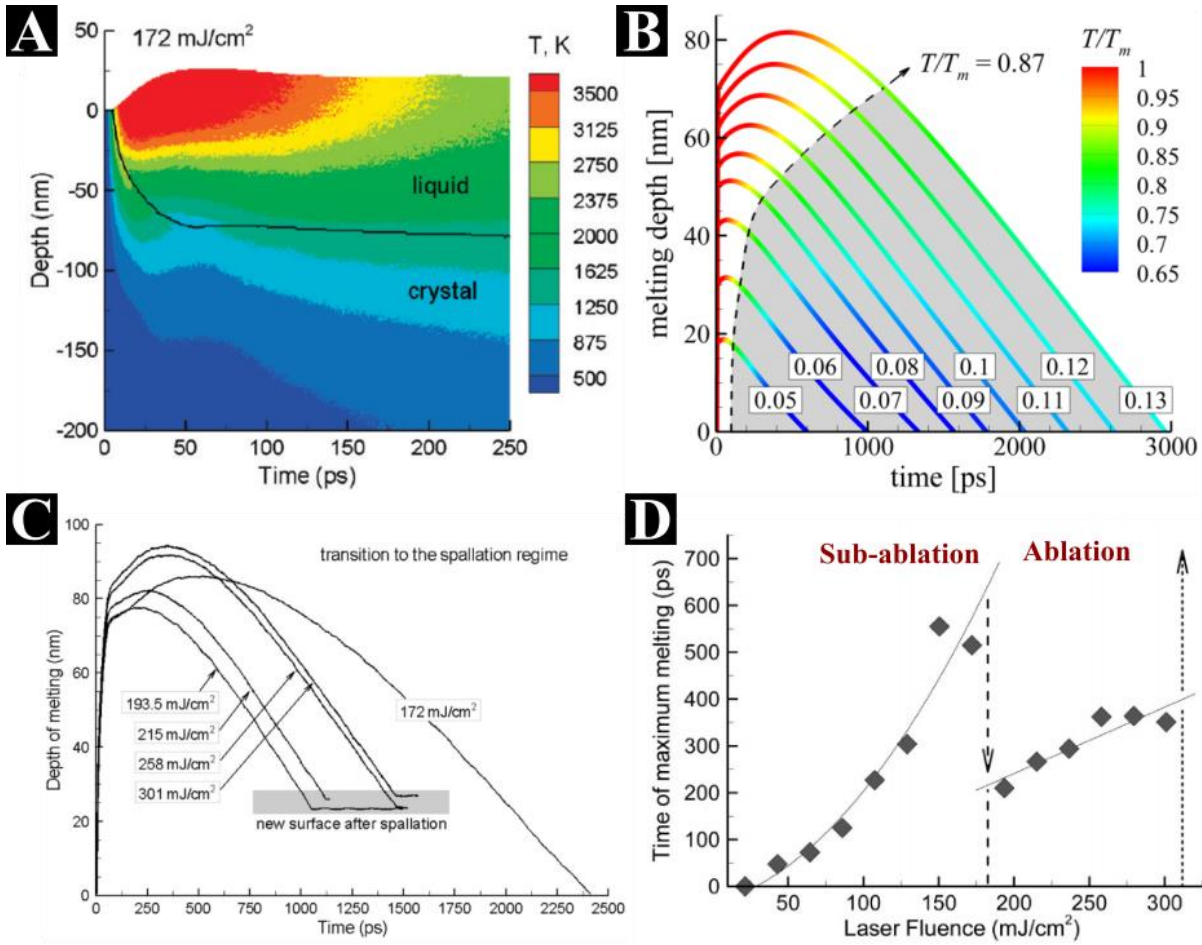 A
172 mJ/cm²
T, K
3500
3125
2750
2375
2000
1625
1250
875
500
liquid
crystal
50
0
-50
-100
-150
-200
Depth (nm)
0 50 100 150 200 250
Time (ps)
B
T/Tₘ
T/Tₘ = 0.87
1
0.95
0.9
0.85
0.8
0.75
0.7
0.65
80
60
40
20
0
melting depth [nm]
0.06 0.08 0.1 0.12
0.05 0.07 0.09 0.11 0.13
0 1000 2000 3000
time [ps]
C
transition to the spallation regime
100
80
60
40
20
0
Depth of melting (nm)
193.5 mJ/cm²
215 mJ/cm²
258 mJ/cm²
301 mJ/cm²
172 mJ/cm²
new surface after spallation
0 250 500 750 1000 1250 1500 1750 2000 2250 2500
Time (ps)
D
Sub-ablation Ablation
700
600
500
400
300
200
100
0
Time of maximum melting (ps)
0 50 100 150 200 250 300
Laser Fluence (mJ/cm²)